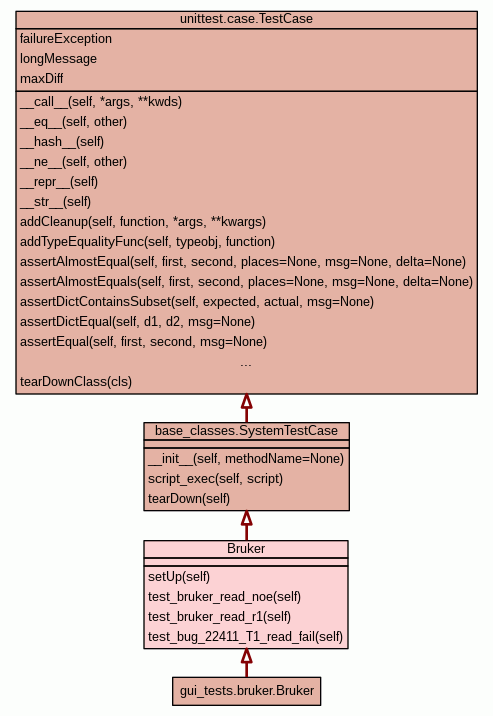 unittest.case.TestCase
failureException
longMessage
maxDiff
__call__(self, *args, **kwds)
__eq__(self, other)
__hash__(self)
__ne__(self, other)
__repr__(self)
__str__(self)
addCleanup(self, function, *args, **kwargs)
addTypeEqualityFunc(self, typeobj, function)
assertAlmostEqual(self, first, second, places=None, msg=None, delta=None)
assertAlmostEquals(self, first, second, places=None, msg=None, delta=None)
assertDictContainsSubset(self, expected, actual, msg=None)
assertDictEqual(self, d1, d2, msg=None)
assertEqual(self, first, second, msg=None)
...
tearDownClass(cls)
base_classes.SystemTestCase
__init__(self, methodName=None)
script_exec(self, script)
tearDown(self)
Bruker
setUp(self)
test_bruker_read_noe(self)
test_bruker_read_r1(self)
test_bug_22411_T1_read_fail(self)
gui_tests.bruker.Bruker